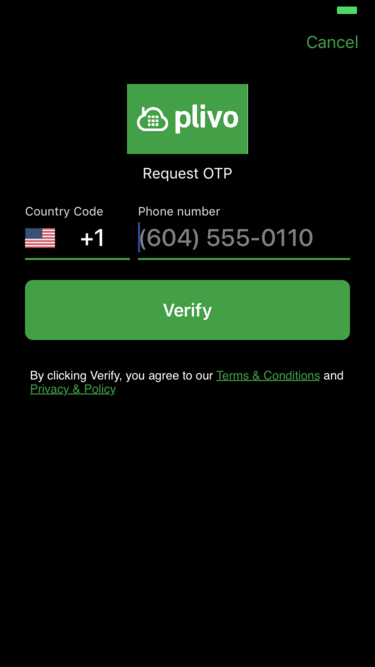 Cancel
plivo
Request OTP
Country Code Phone number
+1 (604) 555-0110
Verify
By clicking Verify, you agree to our Terms & Conditions and
Privacy & Policy